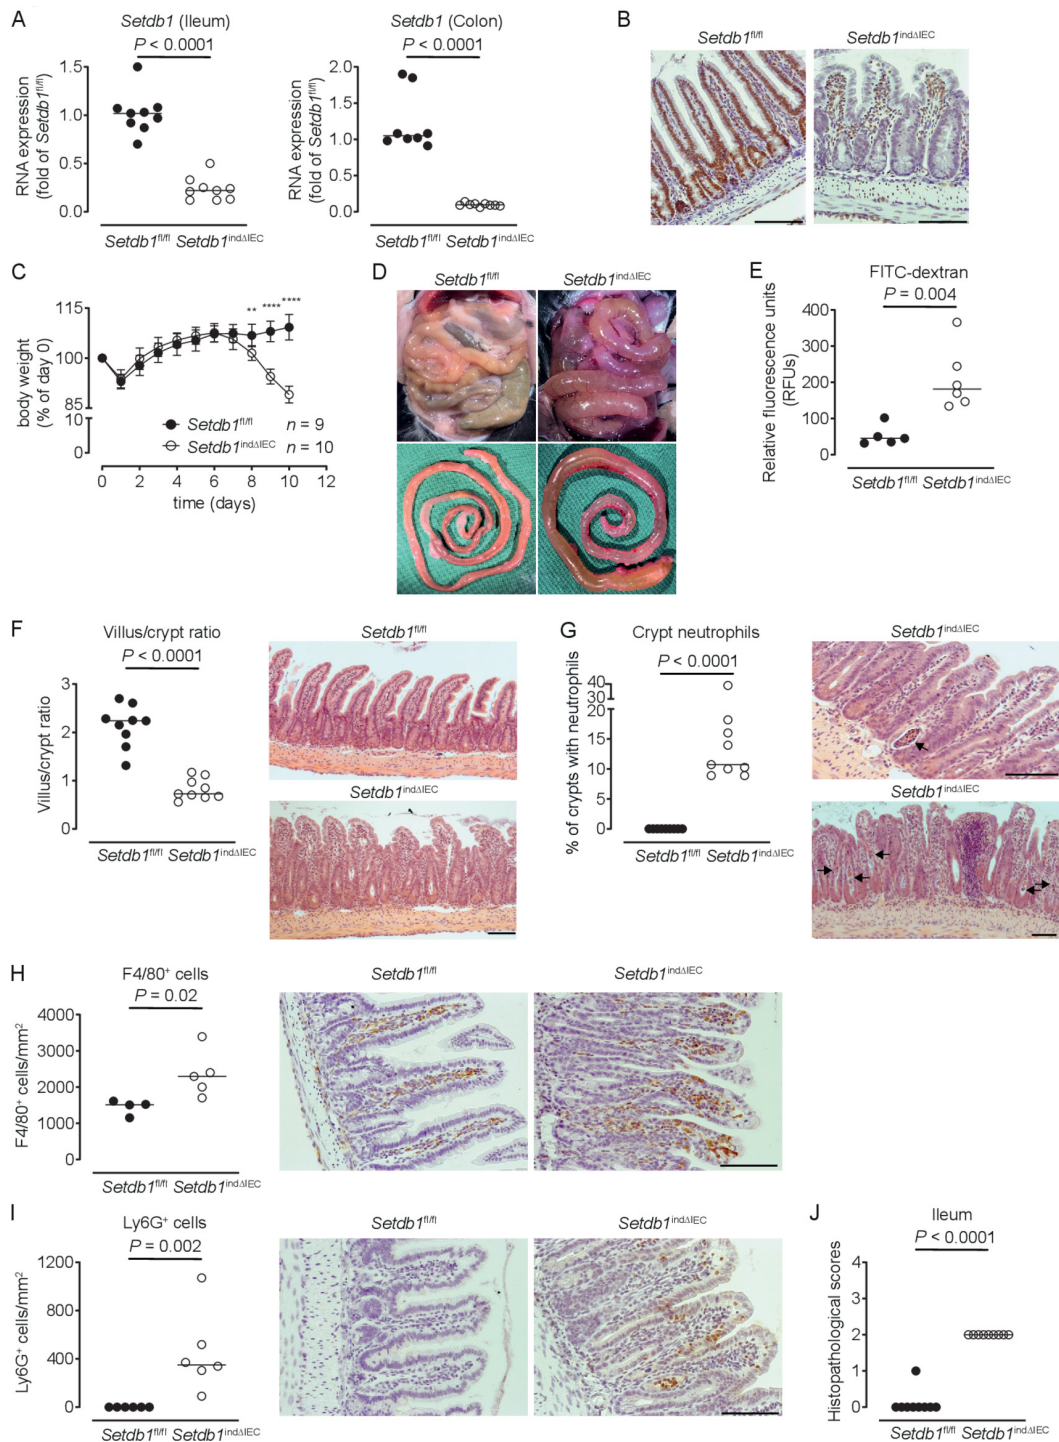 A
Setdb1 (Ileum)
P < 0.0001
RNA expression
(fold of Setdb1fl/fl)
1.5
1.0
0.5
0.0
Setdb1fl/fl Setdb1indΔIEC
Setdb1 (Colon)
P < 0.0001
RNA expression
(fold of Setdb1fl/fl)
2.0
1.5
1.0
0.5
0.0
Setdb1fl/fl Setdb1indΔIEC
B
Setdb1fl/fl
Setdb1indΔIEC
C
body weight
(% of day 0)
115
100
85
10
0
** **** ****
Setdb1fl/fl n = 9
Setdb1indΔIEC n = 10
0 2 4 6 8 10 12
time (days)
D
Setdb1fl/fl
Setdb1indΔIEC
E
FITC-dextran
P = 0.004
Relative fluorescence units
(RFUs)
400
300
200
100
0
Setdb1fl/fl Setdb1indΔIEC
F
Villus/crypt ratio
P < 0.0001
Villus/crypt ratio
3
2
1
0
Setdb1fl/fl Setdb1indΔIEC
Setdb1fl/fl
Setdb1indΔIEC
G
Crypt neutrophils
P < 0.0001
% of crypts with neutrophils
40
30
20
15
10
5
0
Setdb1fl/fl Setdb1indΔIEC
Setdb1indΔIEC
Setdb1indΔIEC
H
F4/80+ cells
P = 0.02
F4/80+ cells/mm2
4000
3000
2000
1000
0
Setdb1fl/fl Setdb1indΔIEC
Setdb1fl/fl
Setdb1indΔIEC
I
Ly6G+ cells
P = 0.002
Ly6G+ cells/mm2
1200
800
400
0
Setdb1fl/fl Setdb1indΔIEC
Setdb1fl/fl
Setdb1indΔIEC
J
Ileum
P < 0.0001
Histopathological scores
4
3
2
1
0
Setdb1fl/fl Setdb1indΔIEC